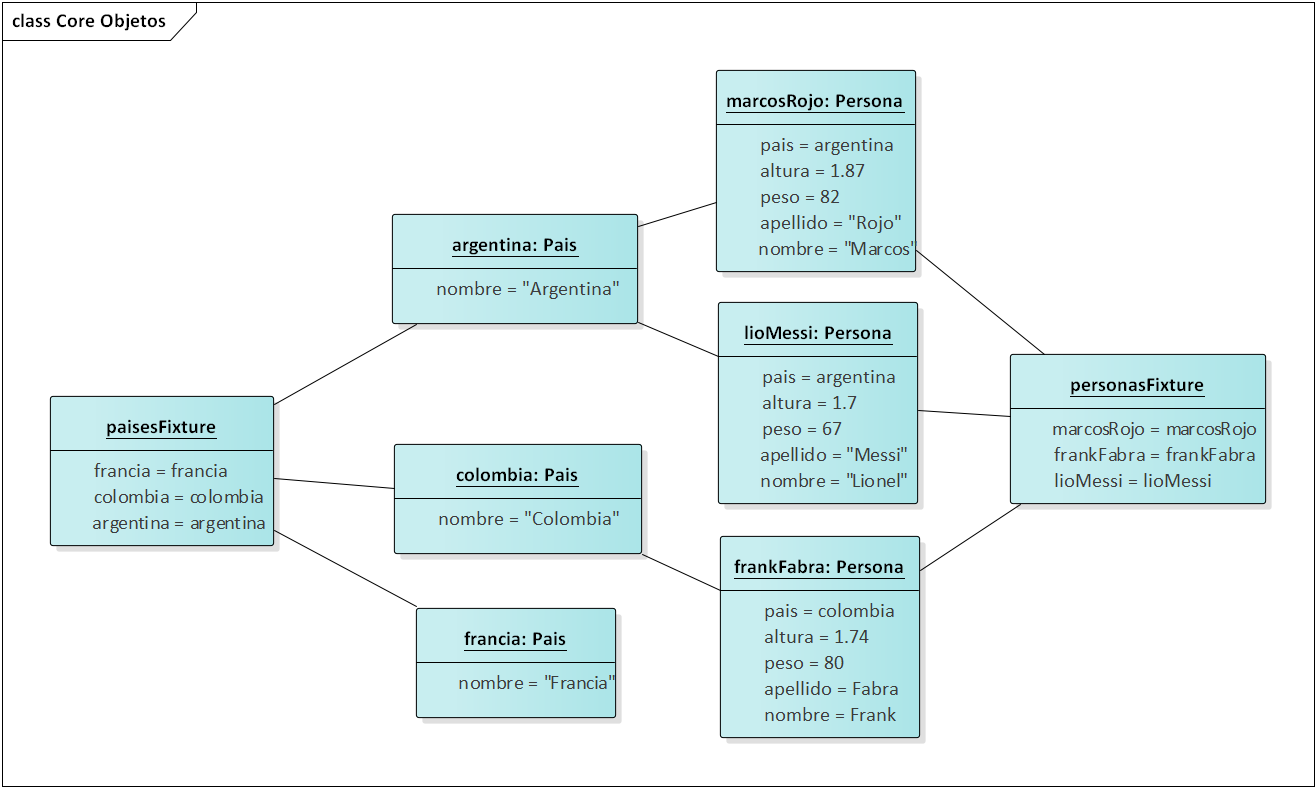 class Core Objetos
marcosRojo: Persona
pais = argentina
altura = 1.87
peso = 82
apellido = "Rojo"
nombre = "Marcos"
argentina: Pais
nombre = "Argentina"
lioMessi: Persona
pais = argentina
altura = 1.7
peso = 67
apellido = "Messi"
nombre = "Lionel"
personasFixture
marcosRojo = marcosRojo
frankFabra = frankFabra
lioMessi = lioMessi
paisesFixture
francia = francia
colombia = colombia
argentina = argentina
colombia: Pais
nombre = "Colombia"
frankFabra: Persona
pais = colombia
altura = 1.74
peso = 80
apellido = Fabra
nombre = Frank
francia: Pais
nombre = "Francia"